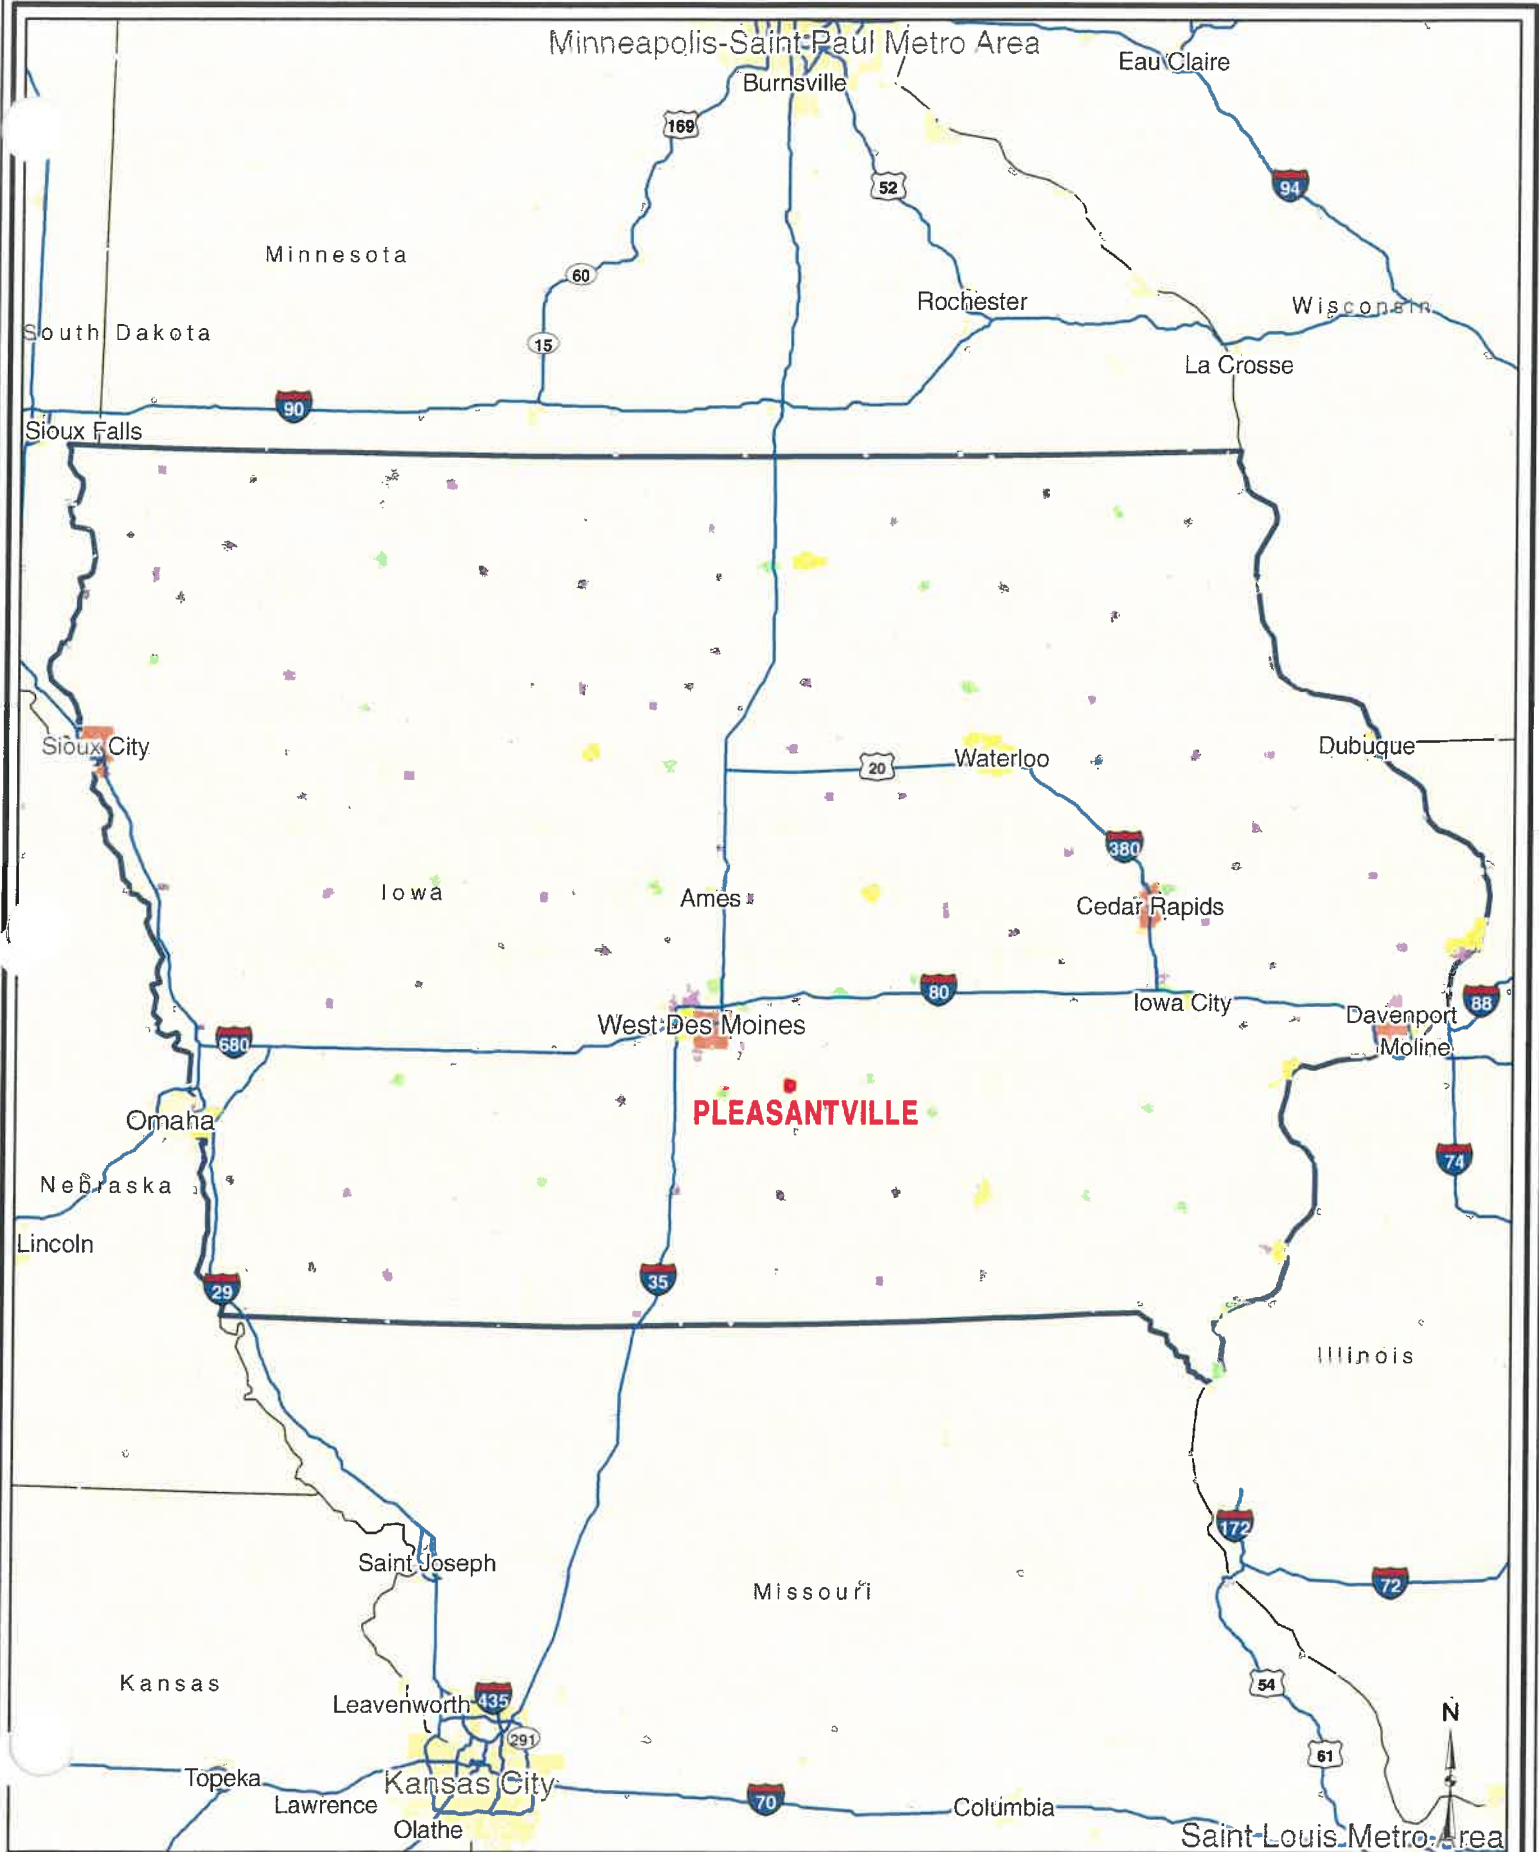 Minneapolis-Saint Paul Metro Area
Eau Claire
Burnsville
169
52
94
Minnesota
60
Rochester
Wisconsin
South Dakota
15
La Crosse
90
Sioux Falls
Sioux City
Dubuque
Waterloo
20
380
Iowa
Ames
Cedar Rapids
80
Iowa City
88
West Des Moines
Davenport
680
Moline
PLEASANTVILLE
Omaha
74
Nebraska
Lincoln
29
35
Illinois
172
Saint Joseph
72
Missouri
Kansas
54
Leavenworth
435
N
291
61
Topeka
Kansas City
70
Lawrence
Columbia
Olathe
Saint Louis Metro Area